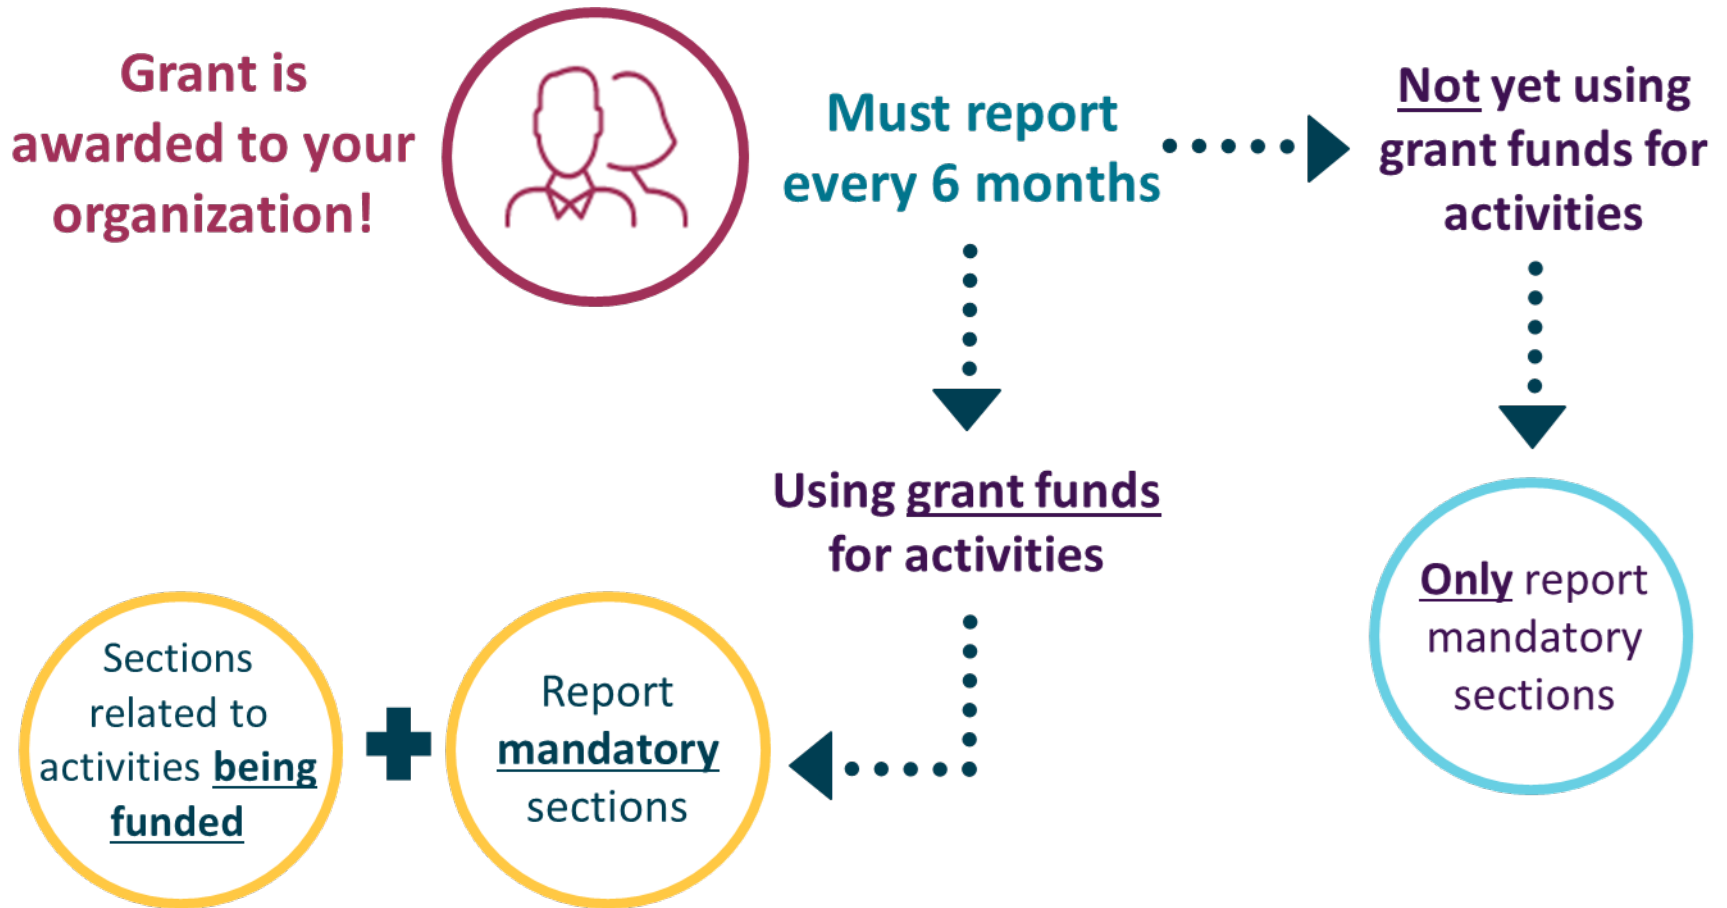 Grant is
awarded to your
organization!
Must report
every 6 months
Not yet using
grant funds for
activities
Using grant funds
for activities
Only report
mandatory
sections
Report
mandatory
sections
Sections
related to
activities being
funded